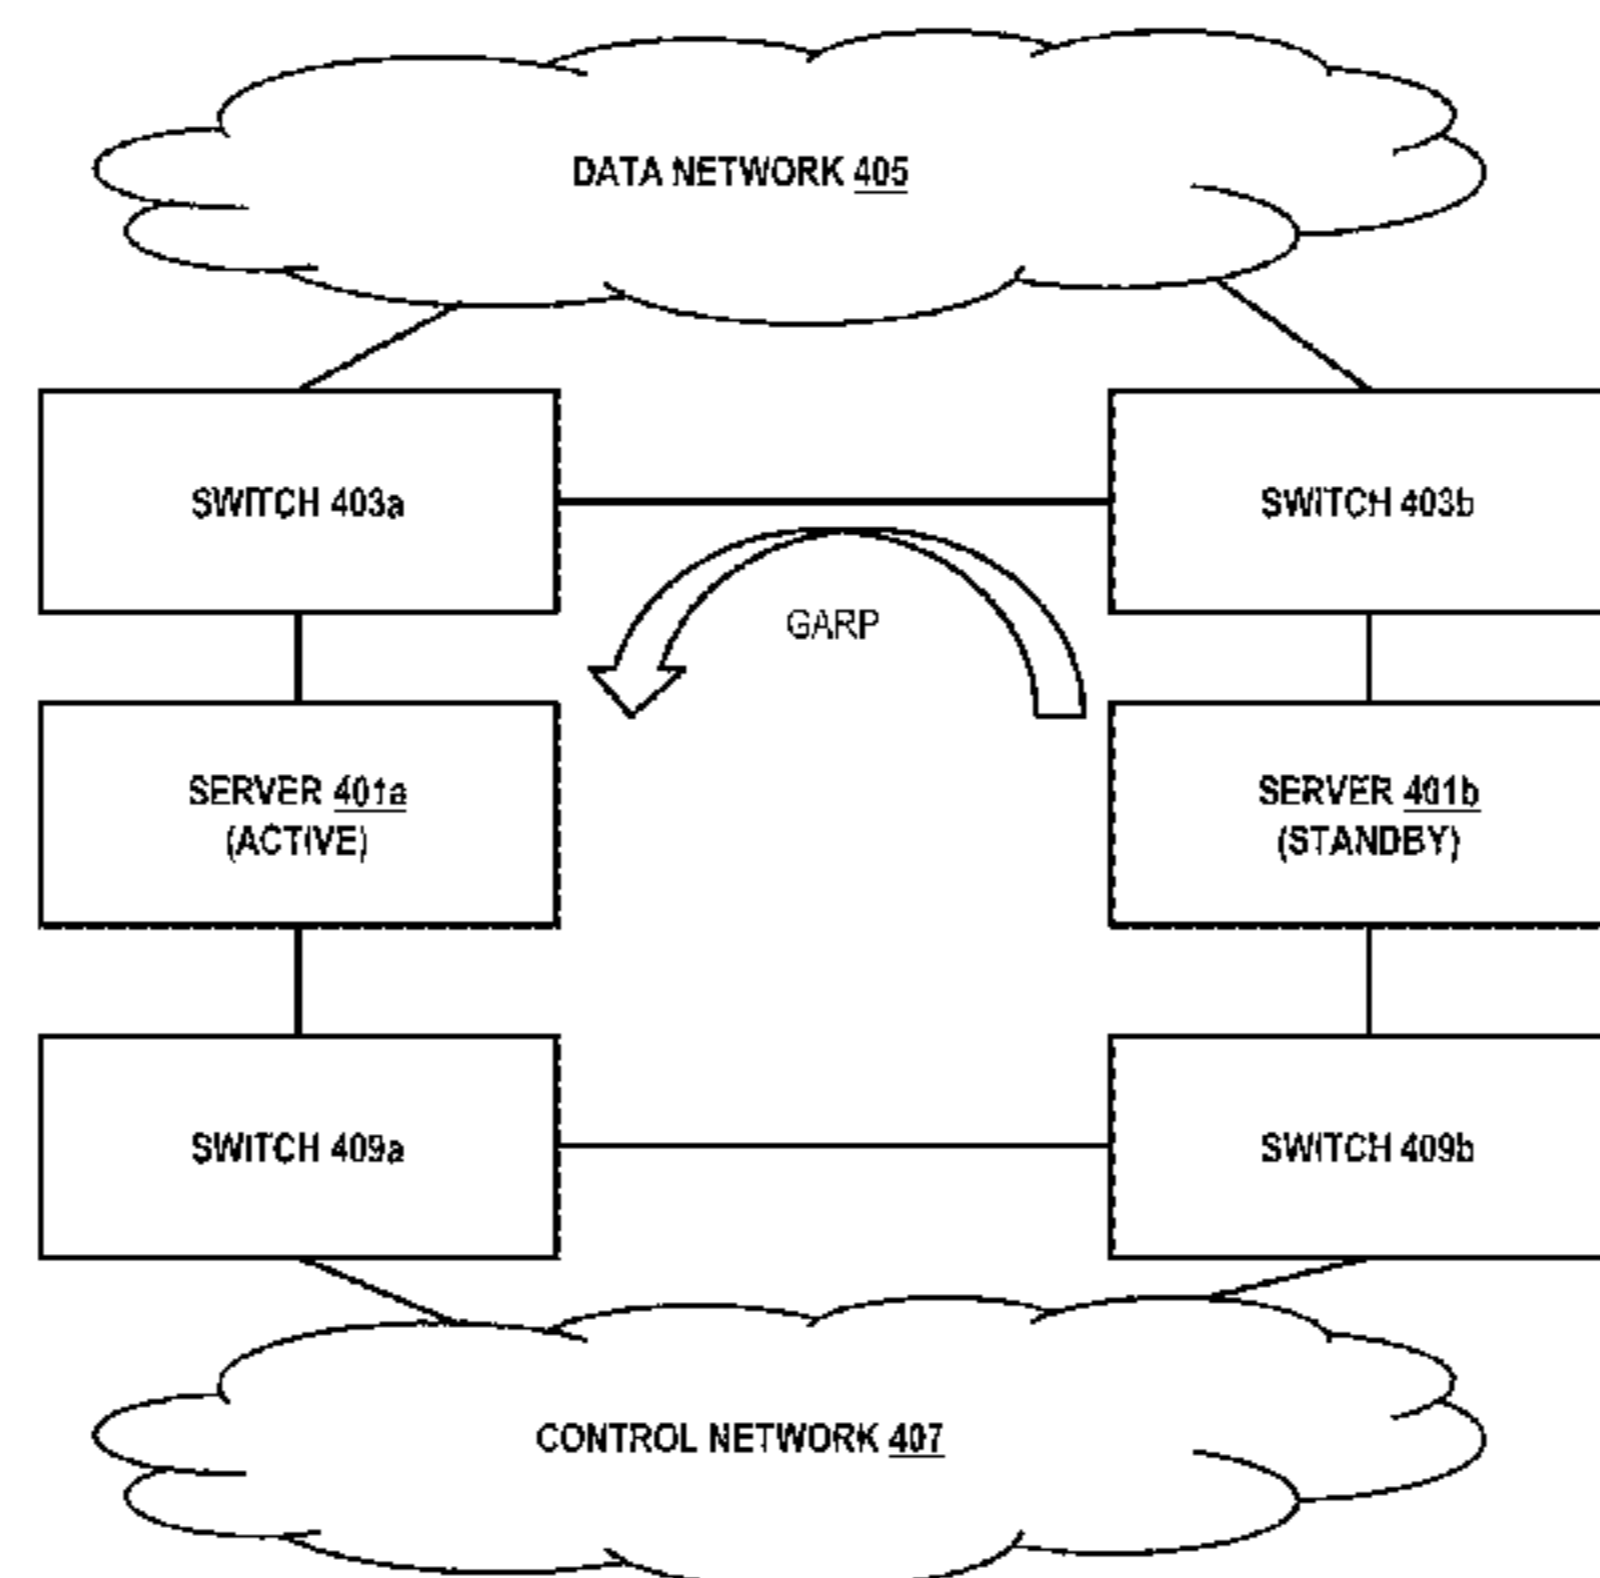 DATA NETWORK 405
SWITCH 403a
SWITCH 403b
GARP
SERVER 401a
(ACTIVE)
SERVER 401b
(STANDBY)
SWITCH 409a
SWITCH 409b
CONTROL NETWORK 407